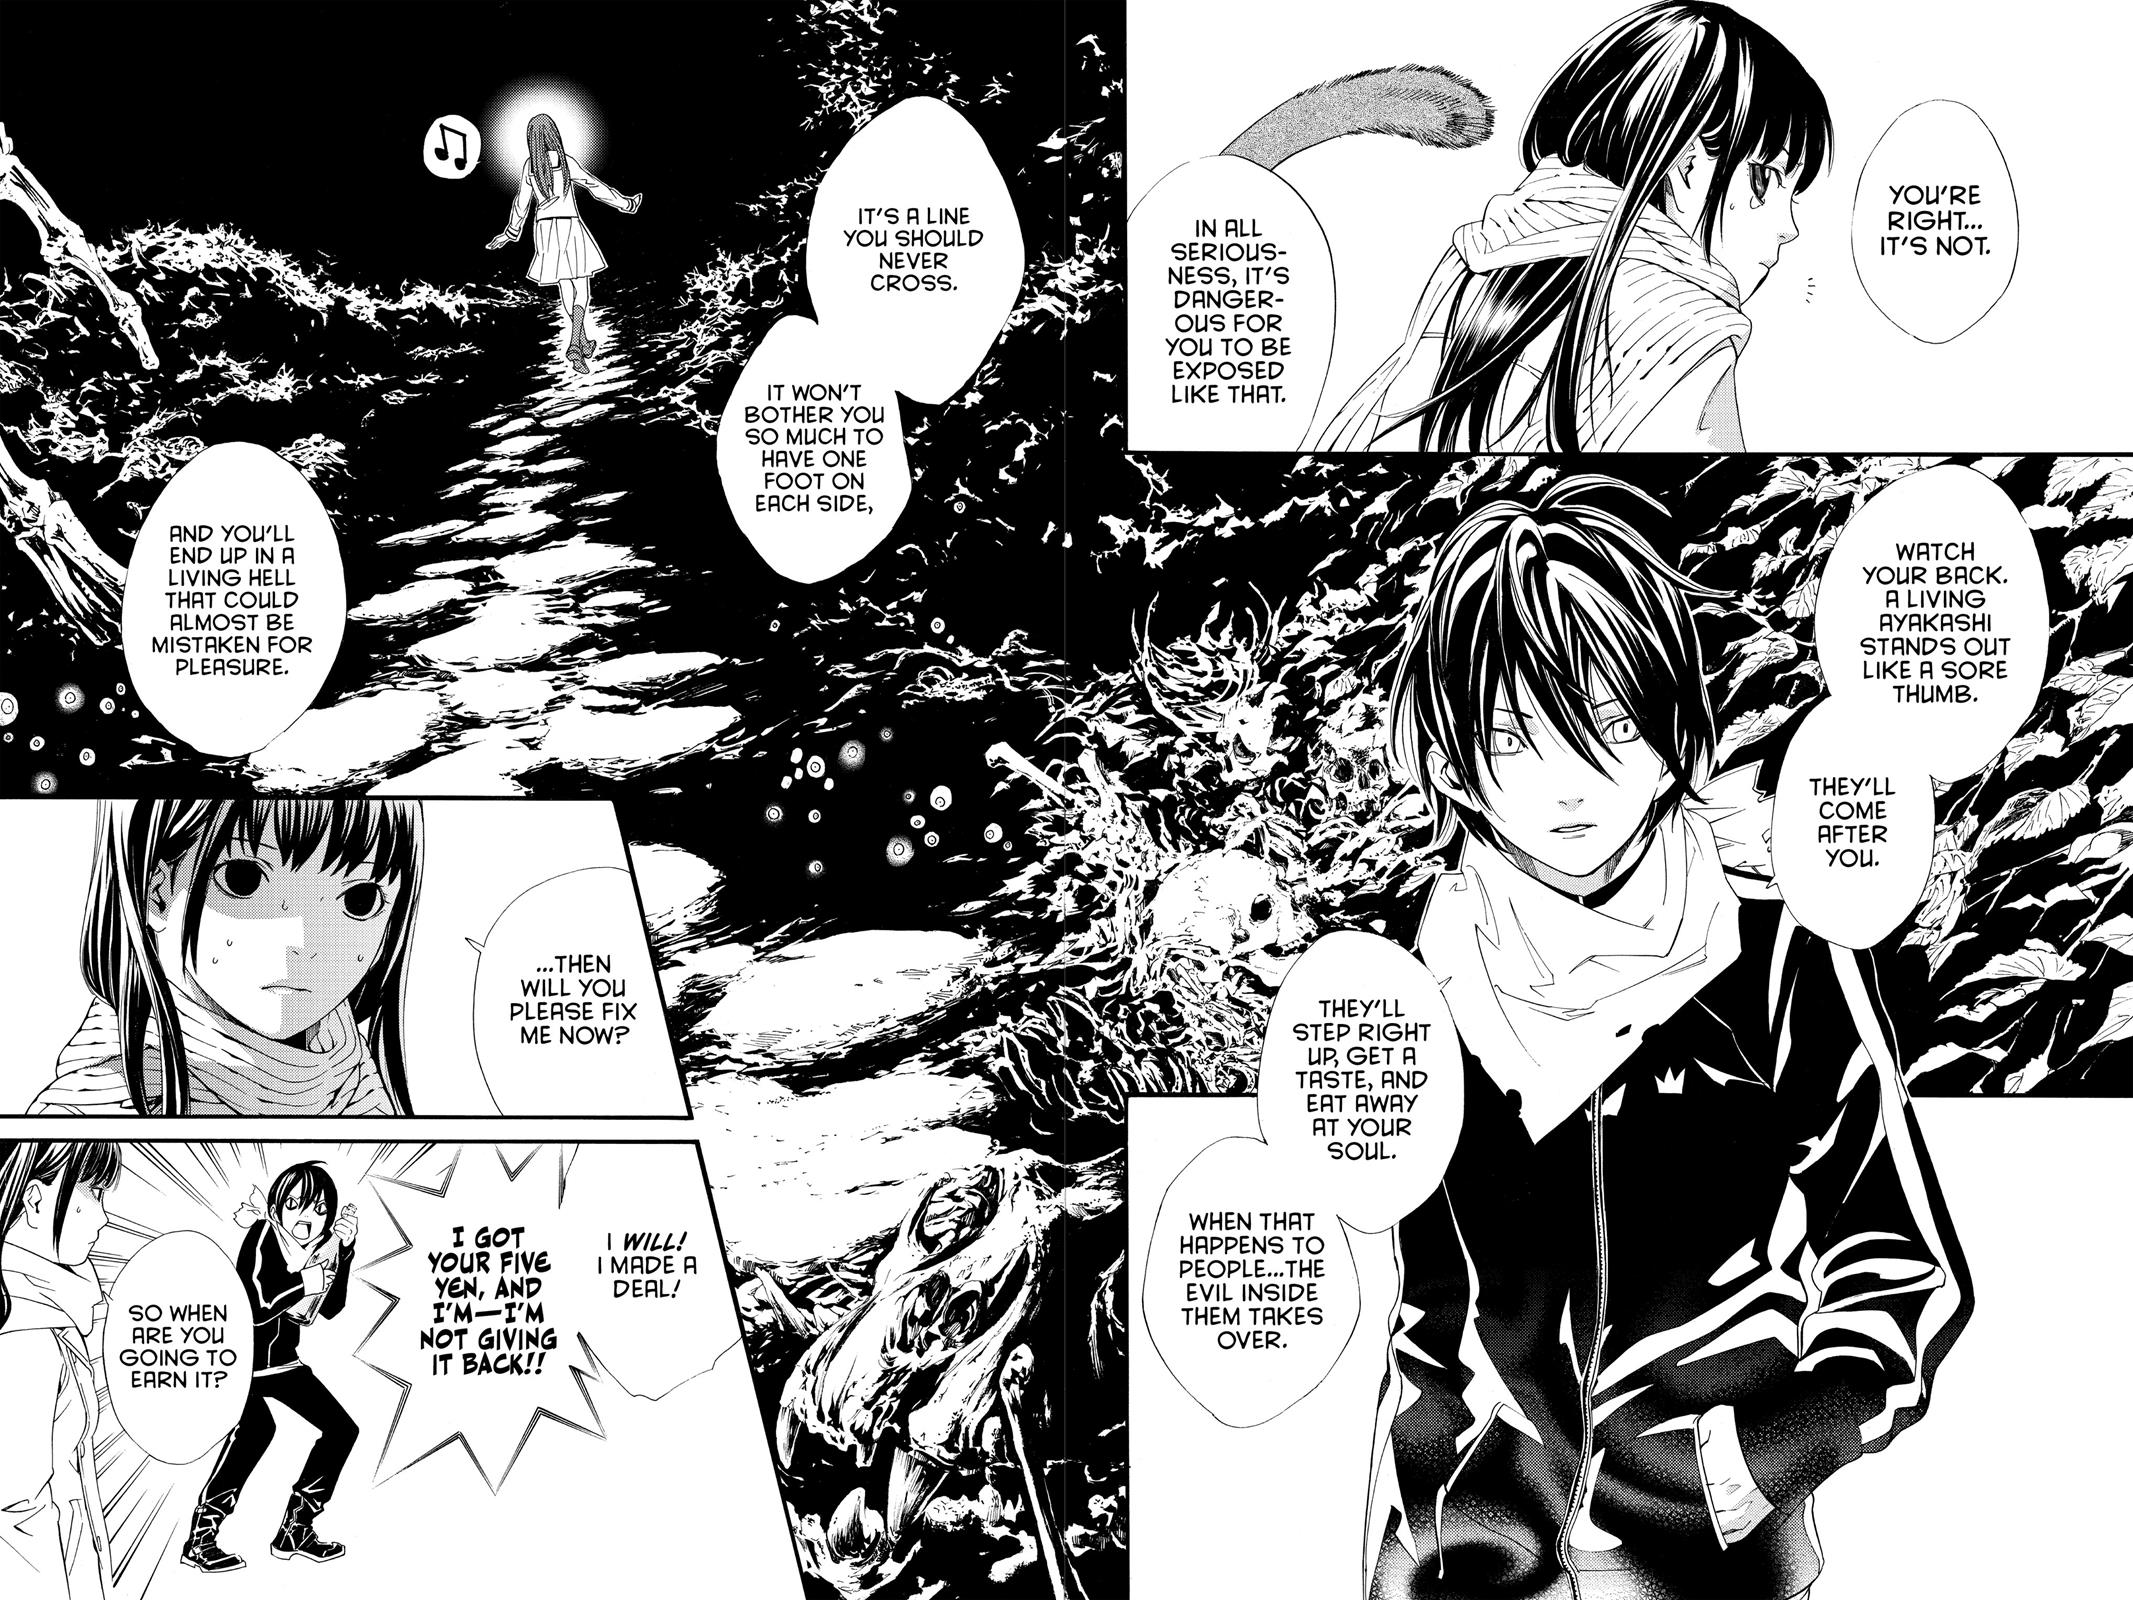 YOU'RE
RIGHT...
IT'S NOT.
IN ALL
SERIOUS-
NESS, IT'S
DANGER-
OUS FOR
YOU TO BE
EXPOSED
LIKE THAT.
WATCH
YOUR BACK.
A LIVING
AYAKASHI
STANDS OUT
LIKE A SORE
THUMB.
THEY'LL
COME
AFTER
YOU.
THEY'LL
STEP RIGHT
UP, GET A
TASTE, AND
EAT AWAY
AT YOUR
SOUL.
WHEN THAT
HAPPENS TO
PEOPLE...THE
EVIL INSIDE
THEM TAKES
OVER.
IT'S A LINE
YOU SHOULD
NEVER
CROSS.
IT WON'T
BOTHER YOU
SO MUCH TO
HAVE ONE
FOOT ON
EACH SIDE,
AND YOU'LL
END UP IN A
LIVING HELL
THAT COULD
ALMOST BE
MISTAKEN FOR
PLEASURE.
...THEN
WILL YOU
PLEASE FIX
ME NOW?
I WILL!
I MADE A
DEAL!
I GOT
YOUR FIVE
YEN, AND
I'M—I'M
NOT GIVING
IT BACK!!
SO WHEN
ARE YOU
GOING TO
EARN IT?